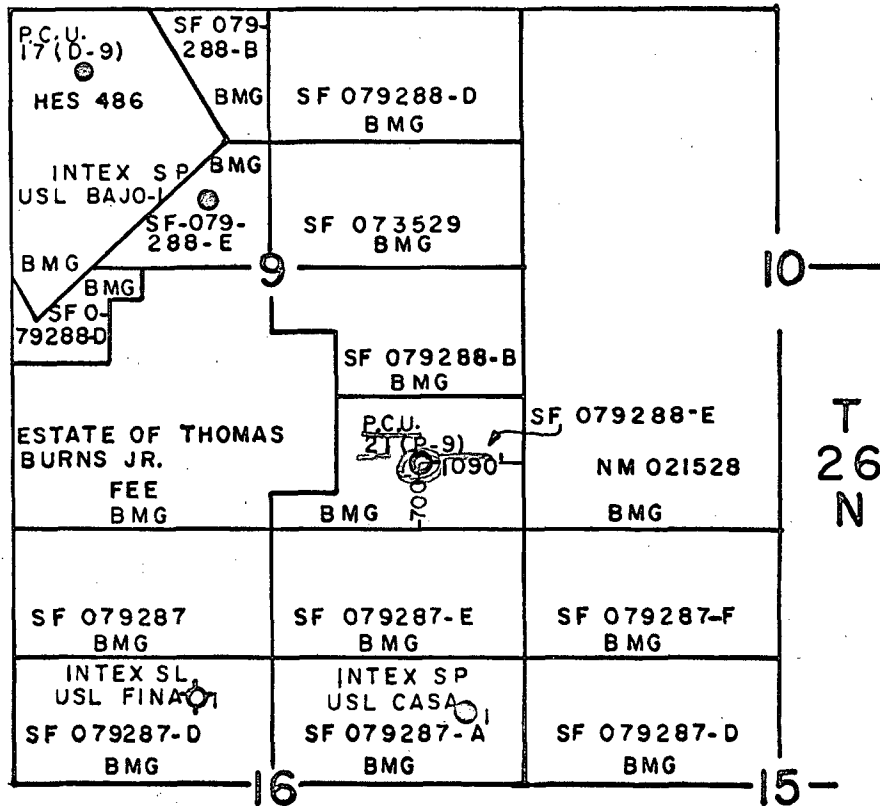 P.C.U.
17 (D-9)
HES 486
SF 079-
288-B
BMG
SF 079288-D
BMG
INTEX SP
USL BAJO-1
BMG
SF-079-
288-E
SF 073529
BMG
BMG
9
10
BMG
SF 0-
79288-D
SF 079288-B
BMG
ESTATE OF THOMAS
BURNS JR.
FEE
BMG
P.C.U.
21 (P-9)
1090'
700'
BMG
SF 079288-E
NM 021528
BMG
T
26
N
SF 079287
BMG
SF 079287-E
BMG
SF 079287-F
BMG
INTEX SL
USL FINA 1
SF 079287-D
BMG
INTEX SP
USL CASA 1
SF 079287-A
BMG
SF 079287-D
BMG
16
15